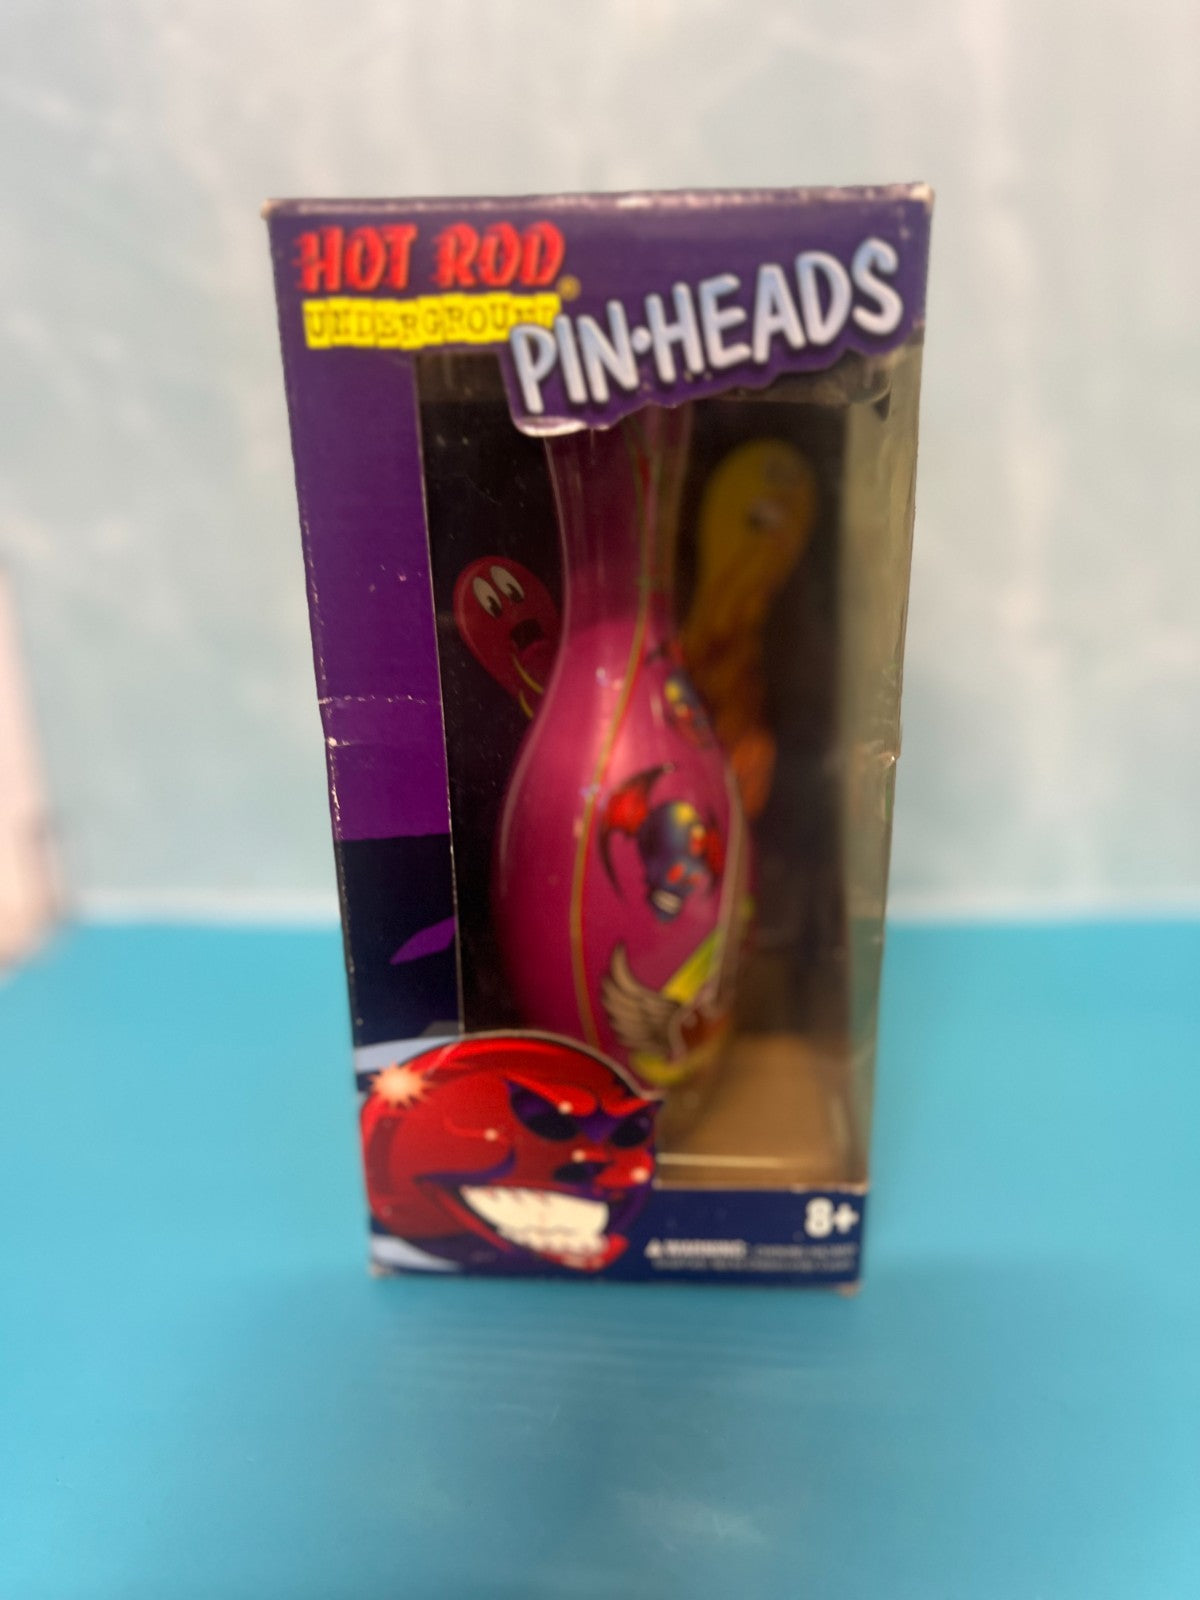 HOT ROD
UNDERGROUND®
PIN·HEADS
8+
⚠ WARNING: